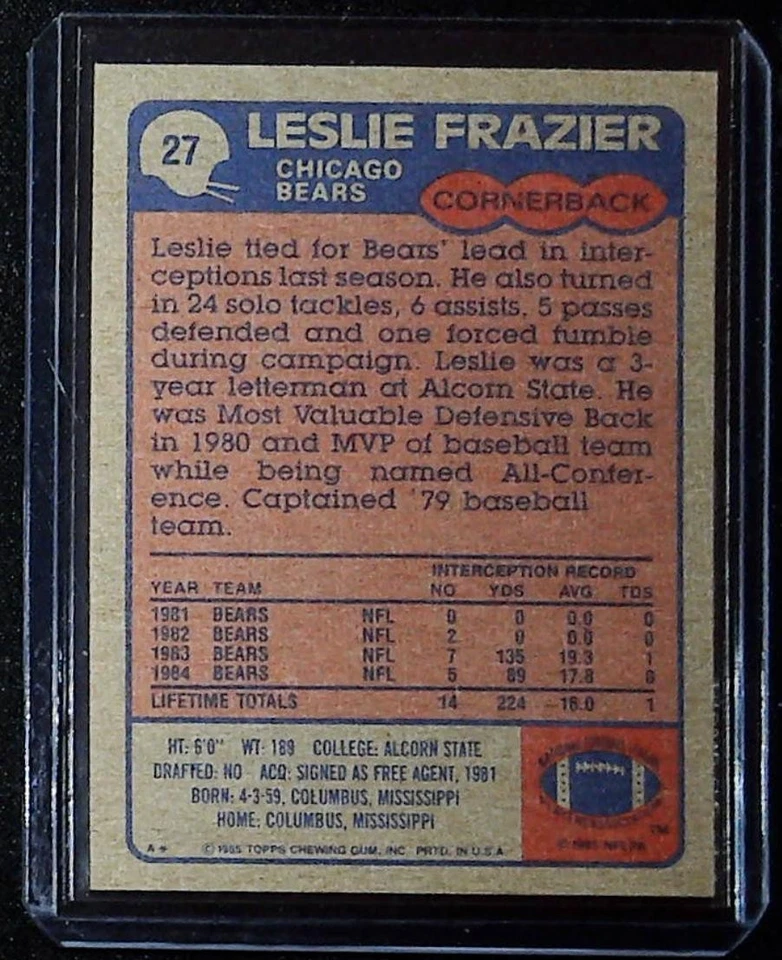 27
LESLIE FRAZIER
CHICAGO
BEARS
CORNERBACK
Leslie tied for Bears' lead in inter-
ceptions last season. He also turned
in 24 solo tackles, 6 assists, 5 passes
defended and one forced fumble
during campaign. Leslie was a 3-
year letterman at Alcorn State. He
was Most Valuable Defensive Back
in 1980 and MVP of baseball team
while being named All-Confer-
ence. Captained '79 baseball
team.
INTERCEPTION RECORD
YEAR TEAM NO YDS AVG TDS
1981 BEARS NFL 0 0 0.0 0
1982 BEARS NFL 2 0 0.0 0
1983 BEARS NFL 7 135 19.3 1
1984 BEARS NFL 5 89 17.8 0
LIFETIME TOTALS 14 224 16.0 1
HT: 6'0" WT: 189 COLLEGE: ALCORN STATE
DRAFTED: NO ACQ: SIGNED AS FREE AGENT, 1981
BORN: 4-3-59, COLUMBUS, MISSISSIPPI
HOME: COLUMBUS, MISSISSIPPI
A* © 1985 TOPPS CHEWING GUM, INC. PRTD. IN U.S.A.
TM
© 1985 NFLPA